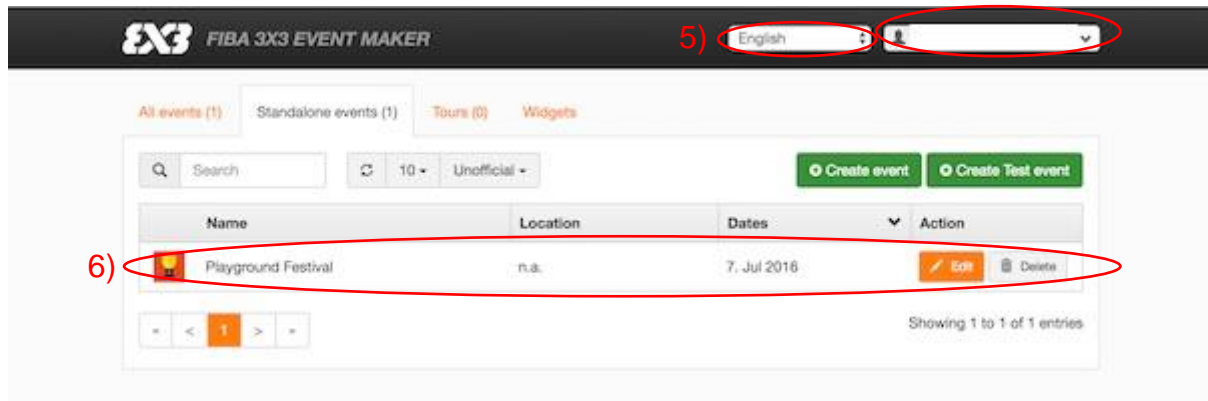 3X3 FIBA 3X3 EVENT MAKER 5) English
All events (1) Standalone events (1) Tours (0) Widgets
Search 10 Unofficial Create event Create Test event
Name Location Dates Action
6) Playground Festival n.a. 7. Jul 2016 Edit Delete
« < 1 > » Showing 1 to 1 of 1 entries